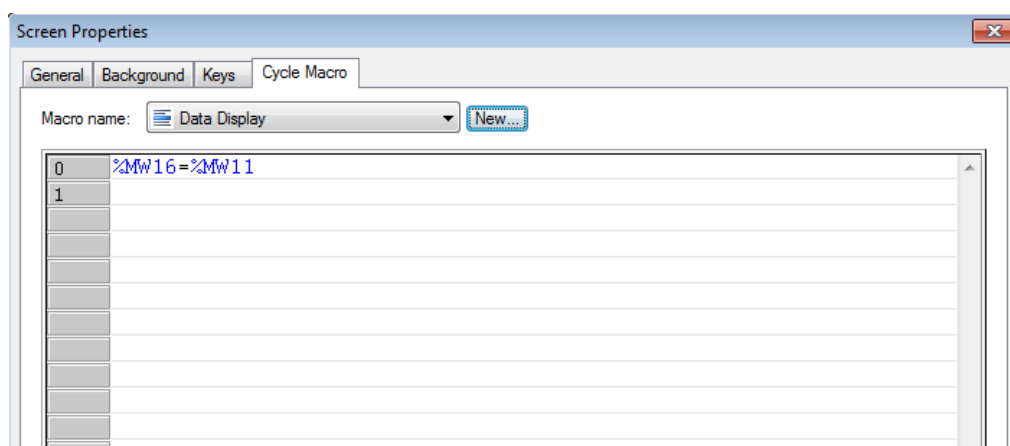 Screen Properties
General Background Keys Cycle Macro
Macro name: Data Display New...
0 %MW16=%MW11
1